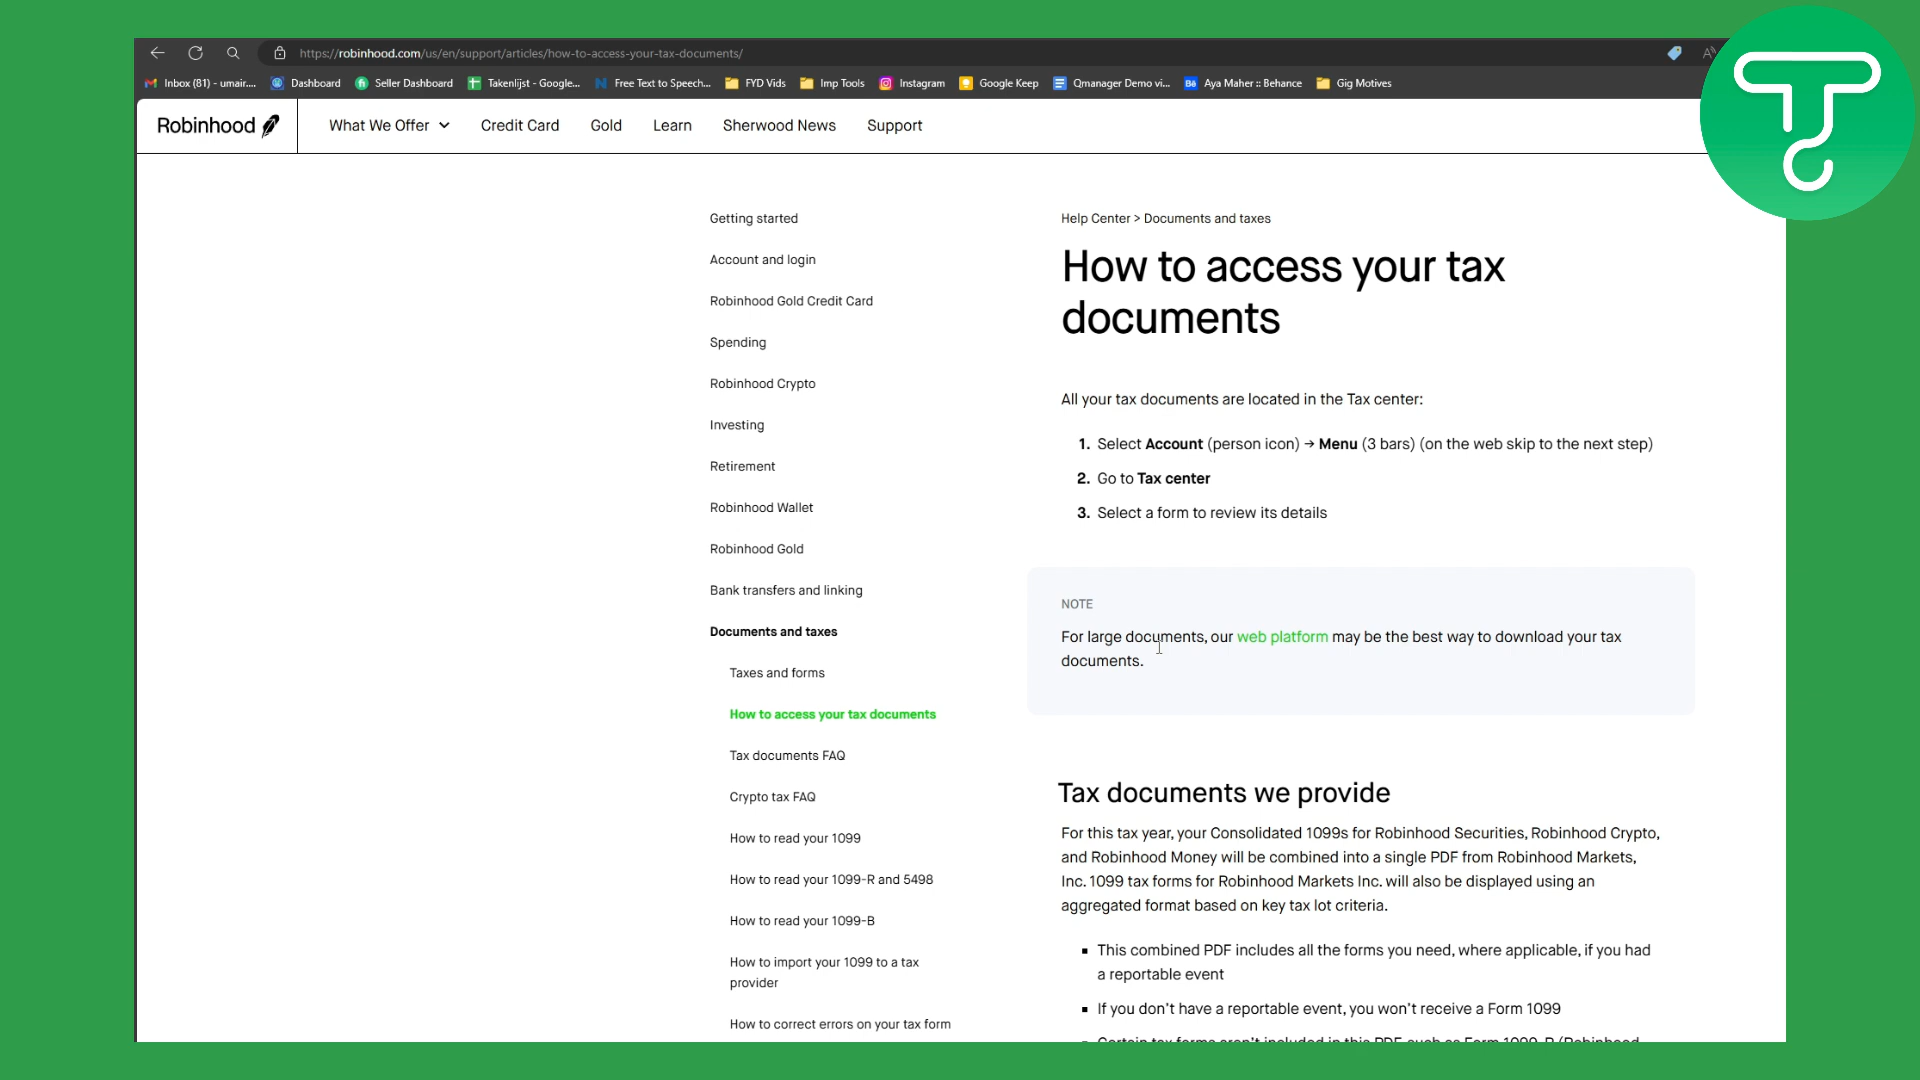 https://robinhood.com/us/en/support/articles/how-to-access-your-tax-documents/
Inbox (81) - umair.... Dashboard Seller Dashboard Takenlijst - Google... Free Text to Speech... FYD Vids Imp Tools Instagram Google Keep Qmanager Demo vi... Aya Maher :: Behance Gig Motives
Robinhood What We Offer Credit Card Gold Learn Sherwood News Support
Getting started
Account and login
Robinhood Gold Credit Card
Spending
Robinhood Crypto
Investing
Retirement
Robinhood Wallet
Robinhood Gold
Bank transfers and linking
Documents and taxes
Taxes and forms
How to access your tax documents
Tax documents FAQ
Crypto tax FAQ
How to read your 1099
How to read your 1099-R and 5498
How to read your 1099-B
How to import your 1099 to a tax
provider
How to correct errors on your tax form
Help Center > Documents and taxes
How to access your tax
documents
All your tax documents are located in the Tax center:
1. Select Account (person icon) → Menu (3 bars) (on the web skip to the next step)
2. Go to Tax center
3. Select a form to review its details
NOTE
For large documents, our web platform may be the best way to download your tax
documents.
Tax documents we provide
For this tax year, your Consolidated 1099s for Robinhood Securities, Robinhood Crypto,
and Robinhood Money will be combined into a single PDF from Robinhood Markets,
Inc. 1099 tax forms for Robinhood Markets Inc. will also be displayed using an
aggregated format based on key tax lot criteria.
▪ This combined PDF includes all the forms you need, where applicable, if you had
a reportable event
▪ If you don't have a reportable event, you won't receive a Form 1099
▪ Certain tax forms aren't included in this PDF, such as Form 1099-R (Robinhood